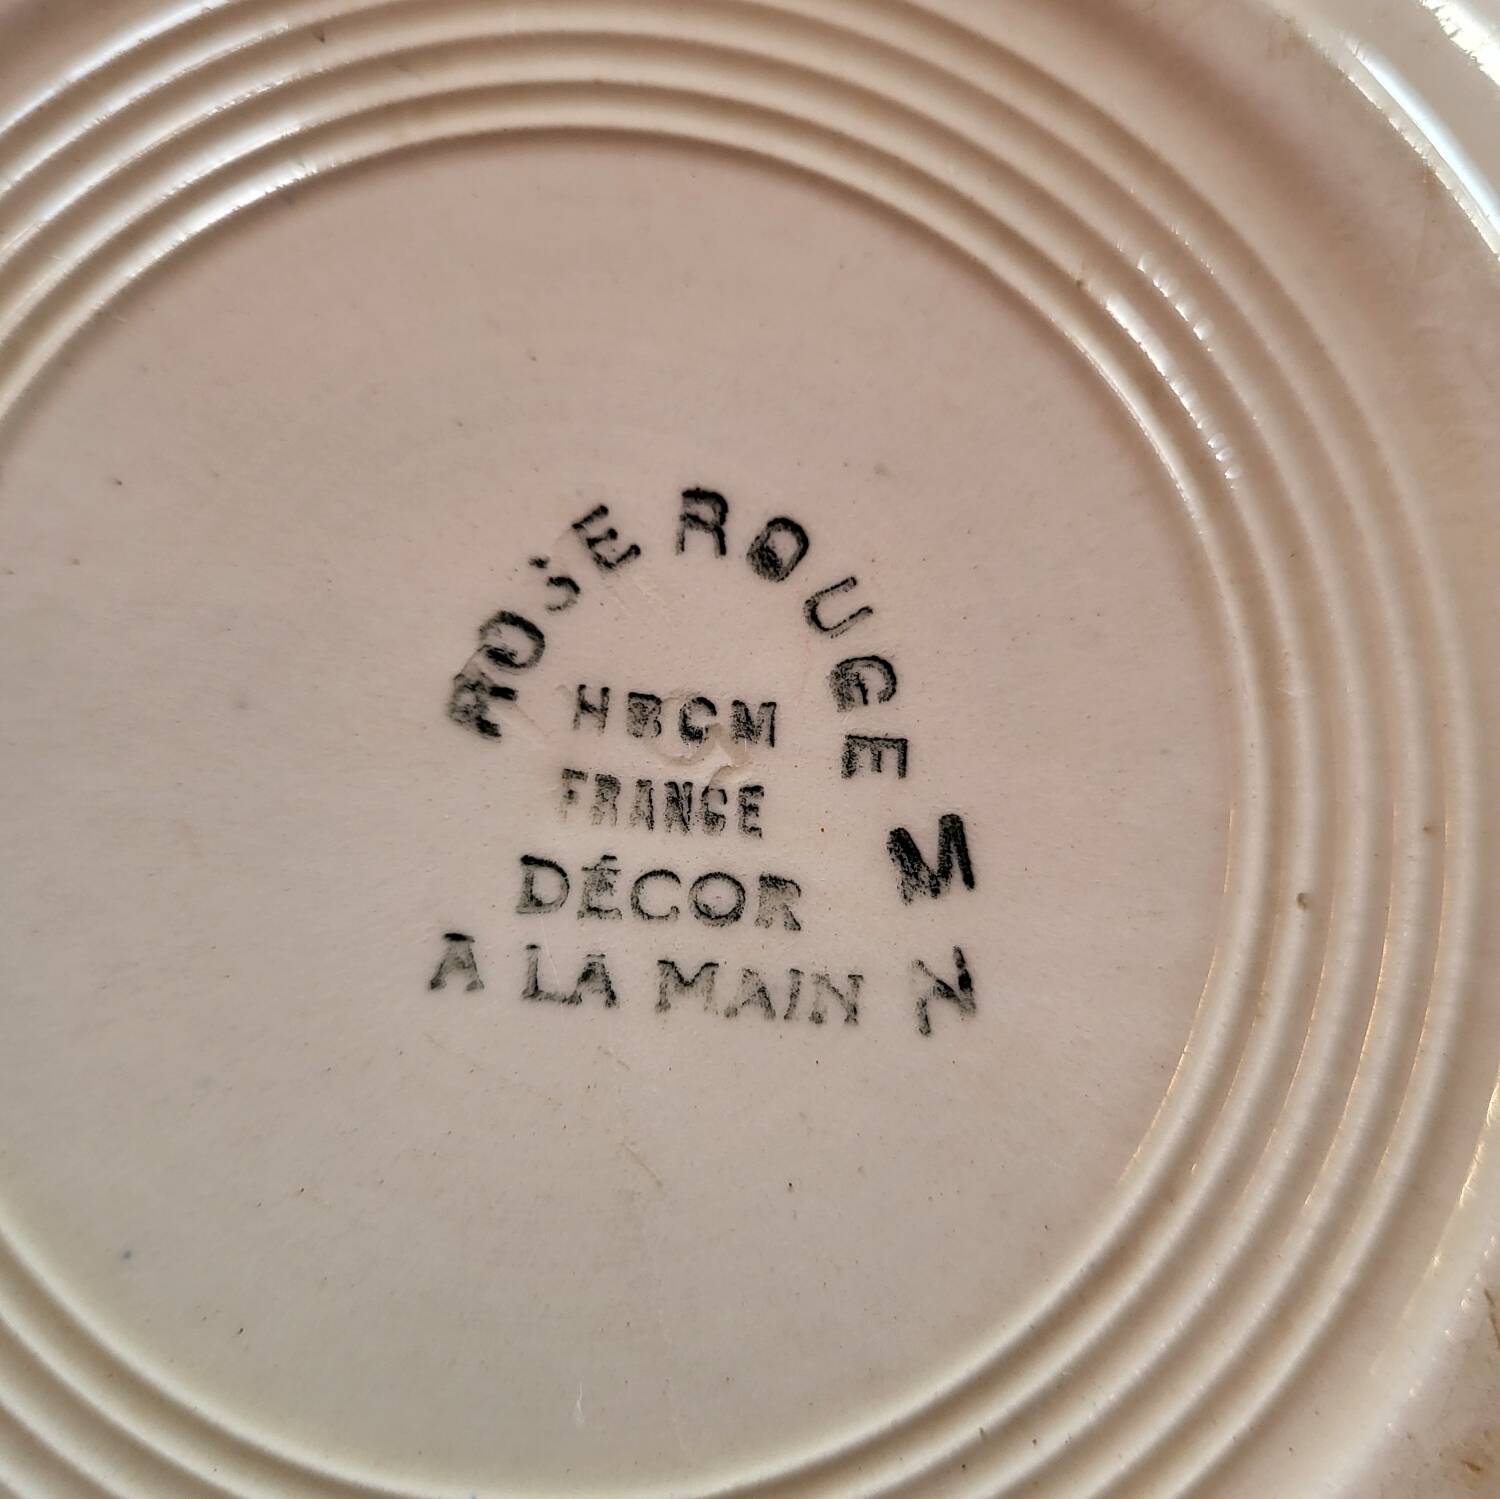 ROSE ROUGE
HBCM
FRANCE
DÉCOR
A LA MAIN
M
N